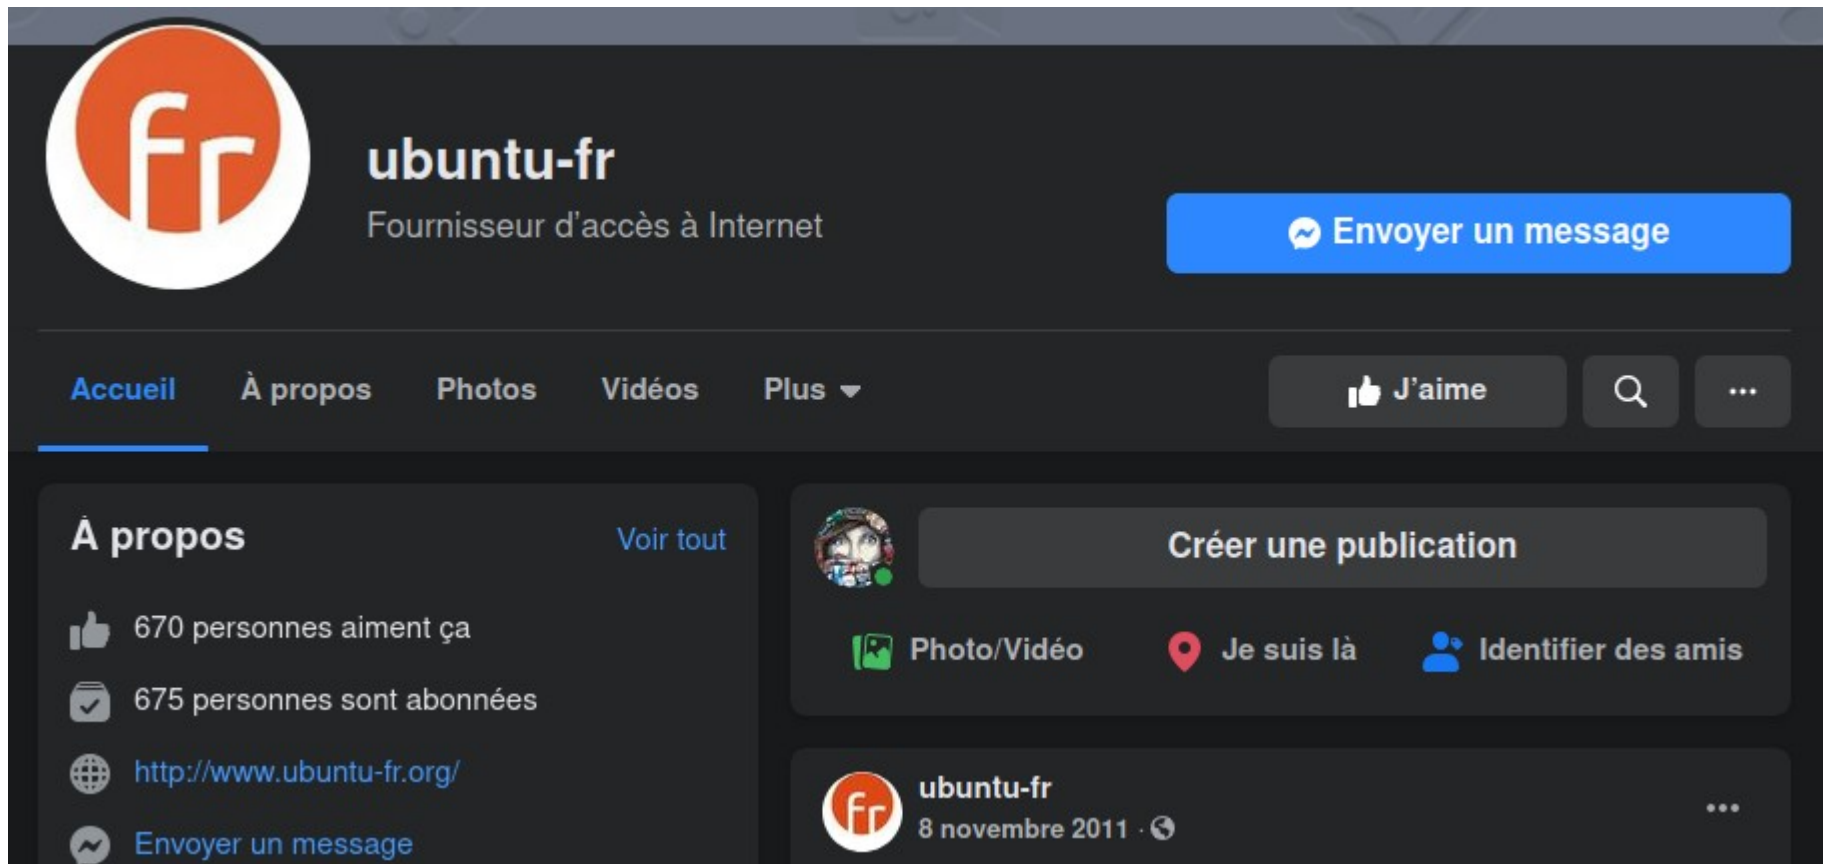 fr
ubuntu-fr
Fournisseur d’accès à Internet
Envoyer un message
Accueil À propos Photos Vidéos Plus
J’aime
À propos
Voir tout
670 personnes aiment ça
675 personnes sont abonnées
http://www.ubuntu-fr.org/
Envoyer un message
Créer une publication
Photo/Vidéo Je suis là Identifier des amis
fr
ubuntu-fr
8 novembre 2011 ·